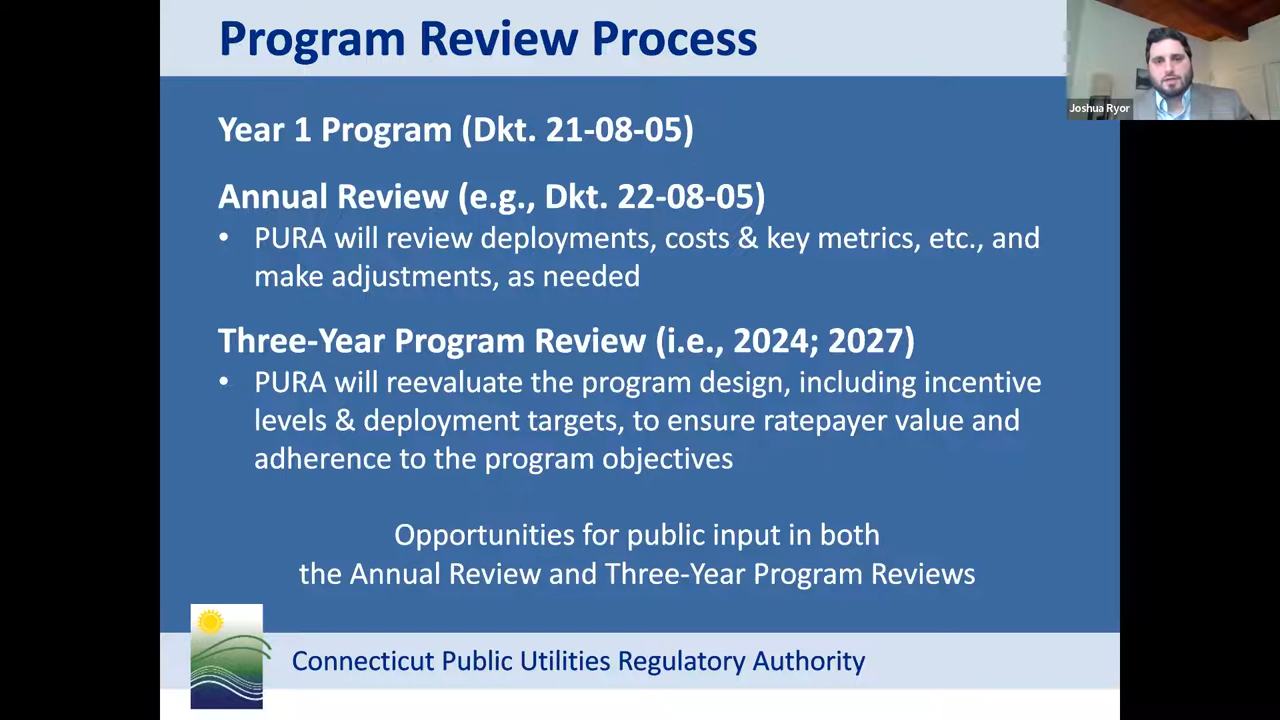 Program Review Process
Joshua Ryor
Year 1 Program (Dkt. 21-08-05)
Annual Review (e.g., Dkt. 22-08-05)
• PURA will review deployments, costs & key metrics, etc., and
make adjustments, as needed
Three-Year Program Review (i.e., 2024; 2027)
• PURA will reevaluate the program design, including incentive
levels & deployment targets, to ensure ratepayer value and
adherence to the program objectives
Opportunities for public input in both
the Annual Review and Three-Year Program Reviews
Connecticut Public Utilities Regulatory Authority